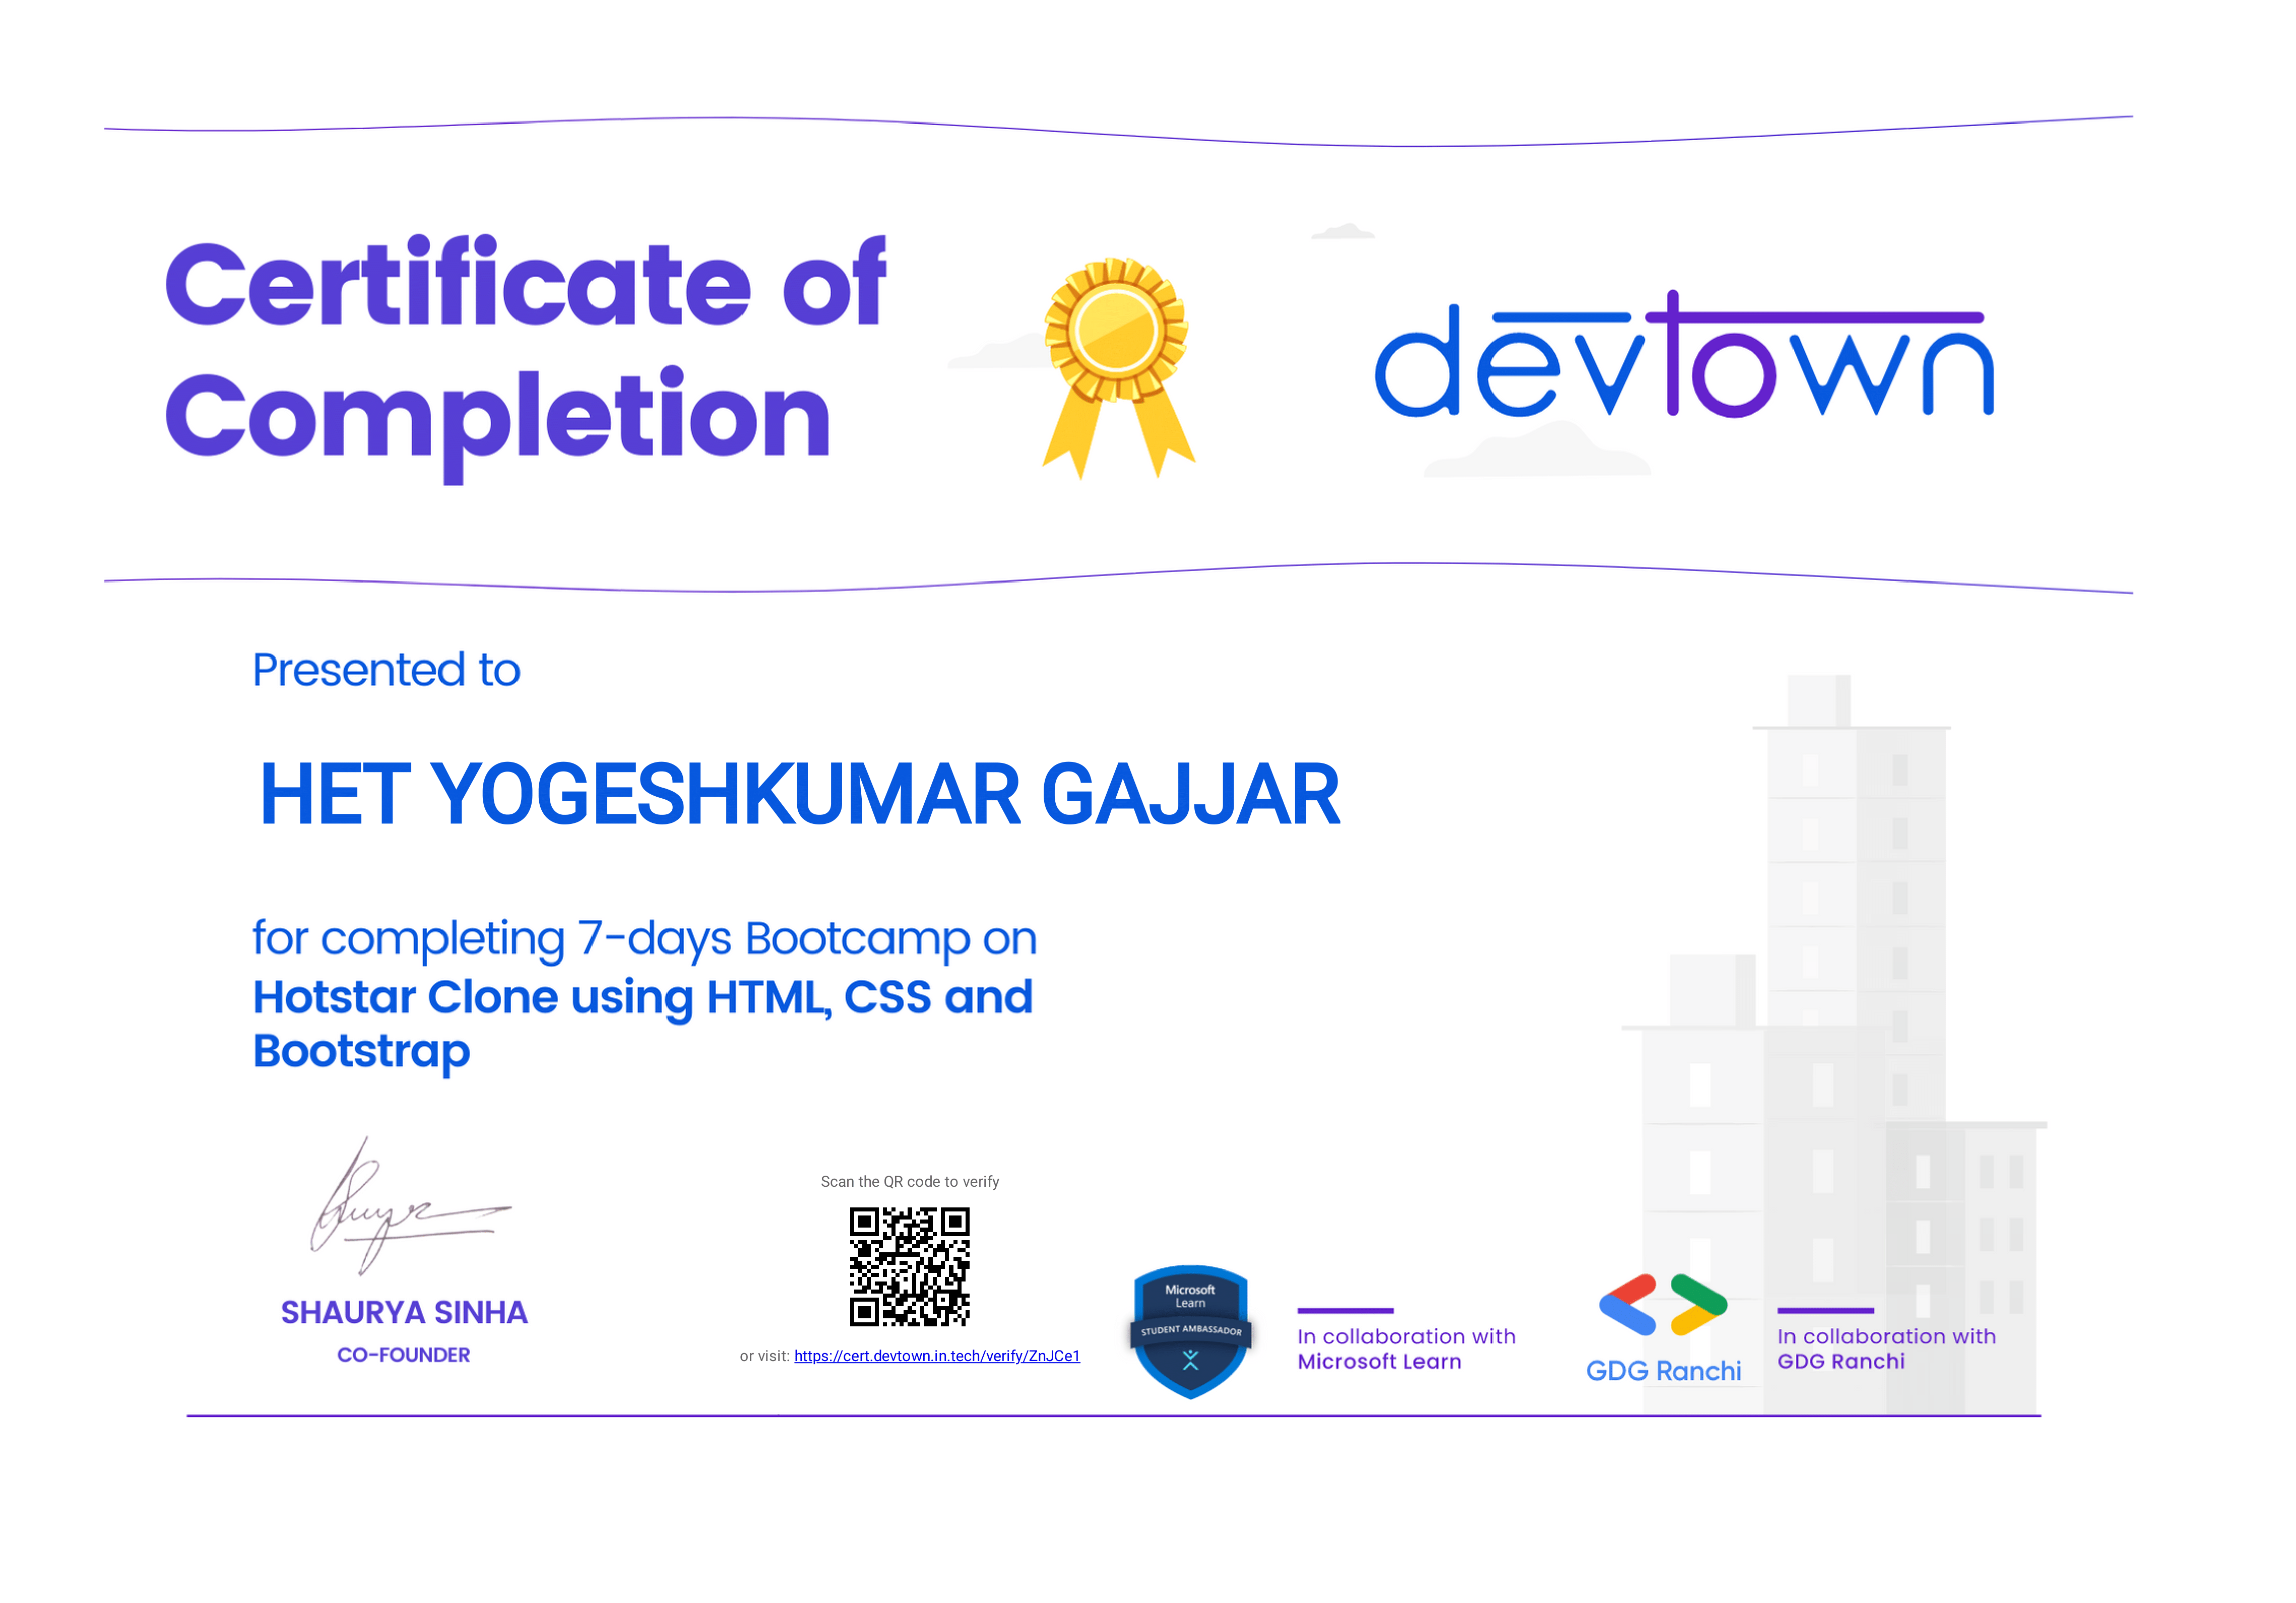 Certificate of
Completion
devtown
Presented to
HET YOGESHKUMAR GAJJAR
for completing 7-days Bootcamp on
Hotstar Clone using HTML, CSS and
Bootstrap
SHAURYA SINHA
CO-FOUNDER
Scan the QR code to verify
or visit: https://cert.devtown.in.tech/verify/ZnJCe1
Microsoft
Learn
STUDENT AMBASSADOR
In collaboration with
Microsoft Learn
GDG Ranchi
In collaboration with
GDG Ranchi